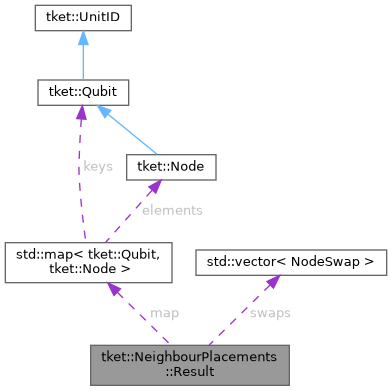 tket::UnitID
tket::Qubit
keys
tket::Node
elements
std::map< tket::Qubit,
tket::Node >
std::vector< NodeSwap >
map
swaps
tket::NeighbourPlacements
::Result